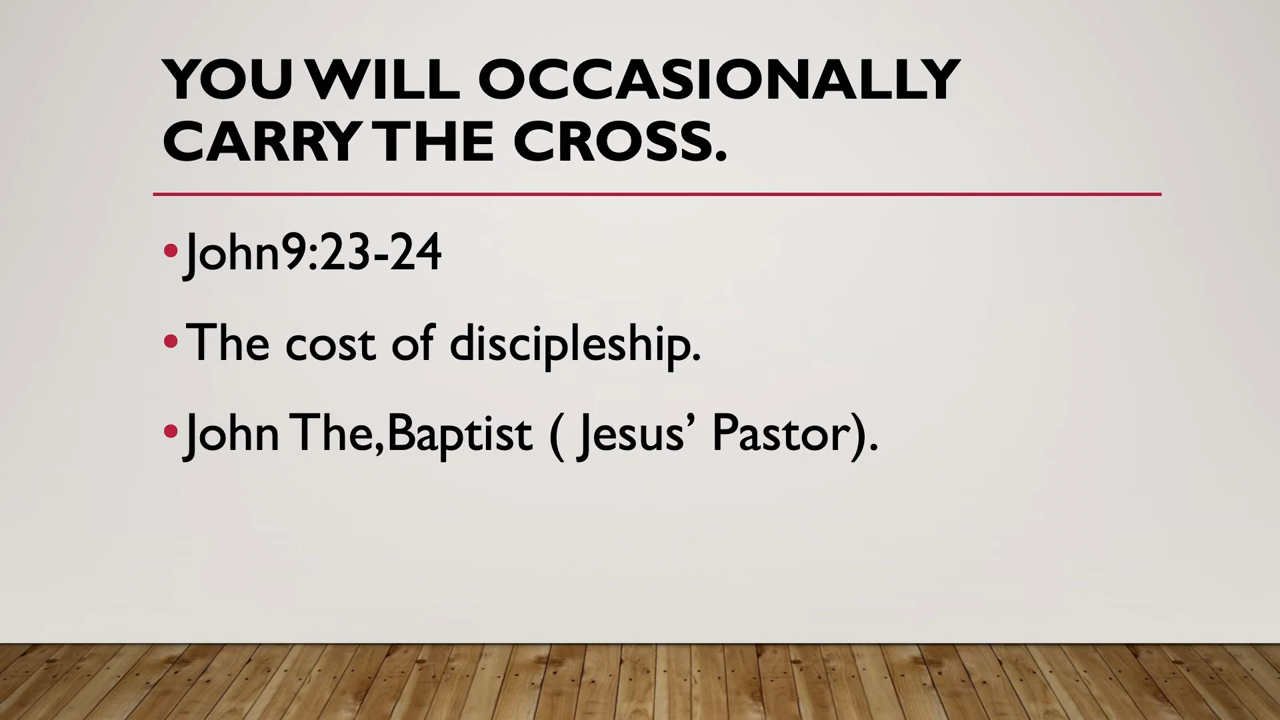 YOU WILL OCCASIONALLY
CARRY THE CROSS.
•John9:23-24
•The cost of discipleship.
•John The,Baptist ( Jesus’ Pastor).